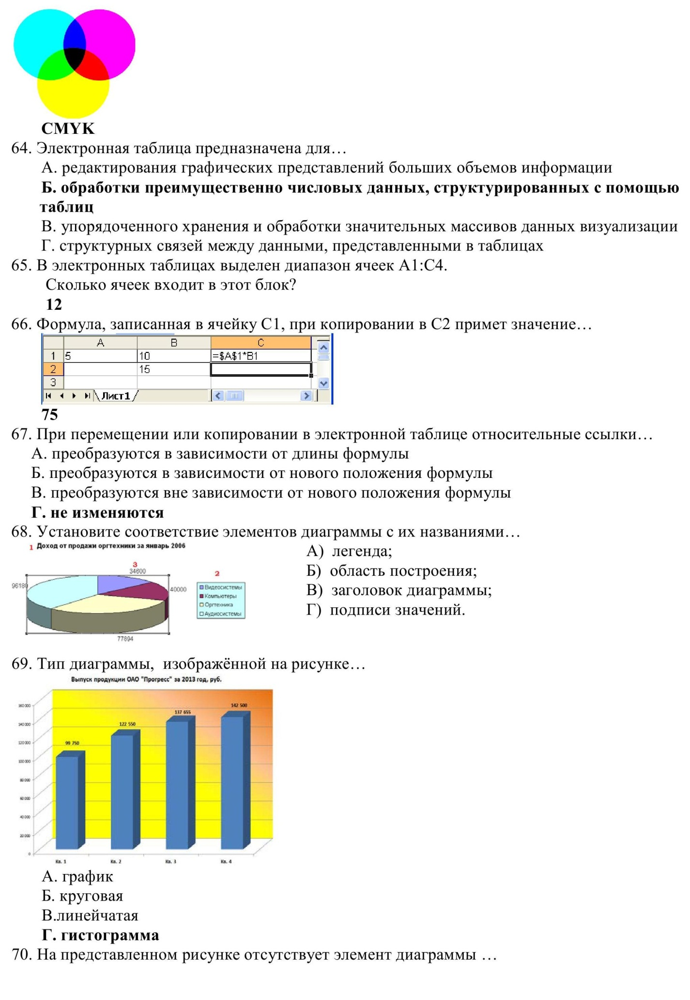 CMYK
64. Электронная таблица предназначена для…
А. редактирования графических представлений больших объемов информации
Б. обработки преимущественно числовых данных, структурированных с помощью
таблиц
В. упорядоченного хранения и обработки значительных массивов данных визуализации
Г. структурных связей между данными, представленными в таблицах
65. В электронных таблицах выделен диапазон ячеек А1:С4.
Сколько ячеек входит в этот блок?
12
66. Формула, записанная в ячейку С1, при копировании в С2 примет значение…
A B C
1 5 10 =$A$1*B1
2 15
3
Лист1
75
67. При перемещении или копировании в электронной таблице относительные ссылки…
А. преобразуются в зависимости от длины формулы
Б. преобразуются в зависимости от нового положения формулы
В. преобразуются вне зависимости от нового положения формулы
Г. не изменяются
68. Установите соответствие элементов диаграммы с их названиями…
1 Доход от продажи оргтехники за январь 2006
3
34600
2
96180
40000
Видеосистемы
Компьютеры
Оргтехника
Аудиосистемы
77894
А) легенда;
Б) область построения;
В) заголовок диаграммы;
Г) подписи значений.
69. Тип диаграммы, изображённой на рисунке…
Выпуск продукции ОАО "Прогресс" за 2013 год, руб.
160 000
140 000
120 000
100 000
80 000
60 000
40 000
20 000
0
99 750
122 550
137 655
142 500
Кв. 1 Кв. 2 Кв. 3 Кв. 4
А. график
Б. круговая
В.линейчатая
Г. гистограмма
70. На представленном рисунке отсутствует элемент диаграммы …